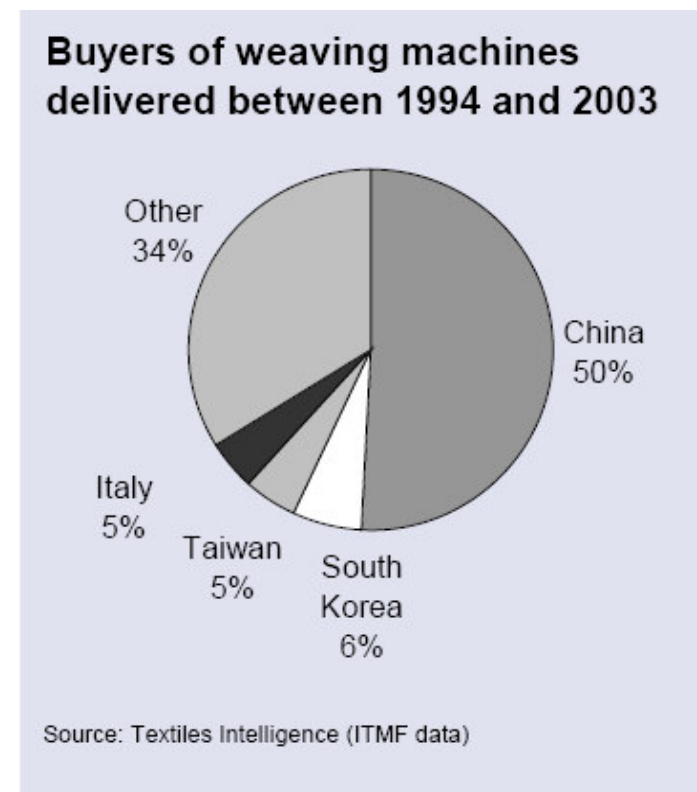 Buyers of weaving machines
delivered between 1994 and 2003
Other
34%
China
50%
Italy
5%
Taiwan
5%
South
Korea
6%
Source: Textiles Intelligence (ITMF data)